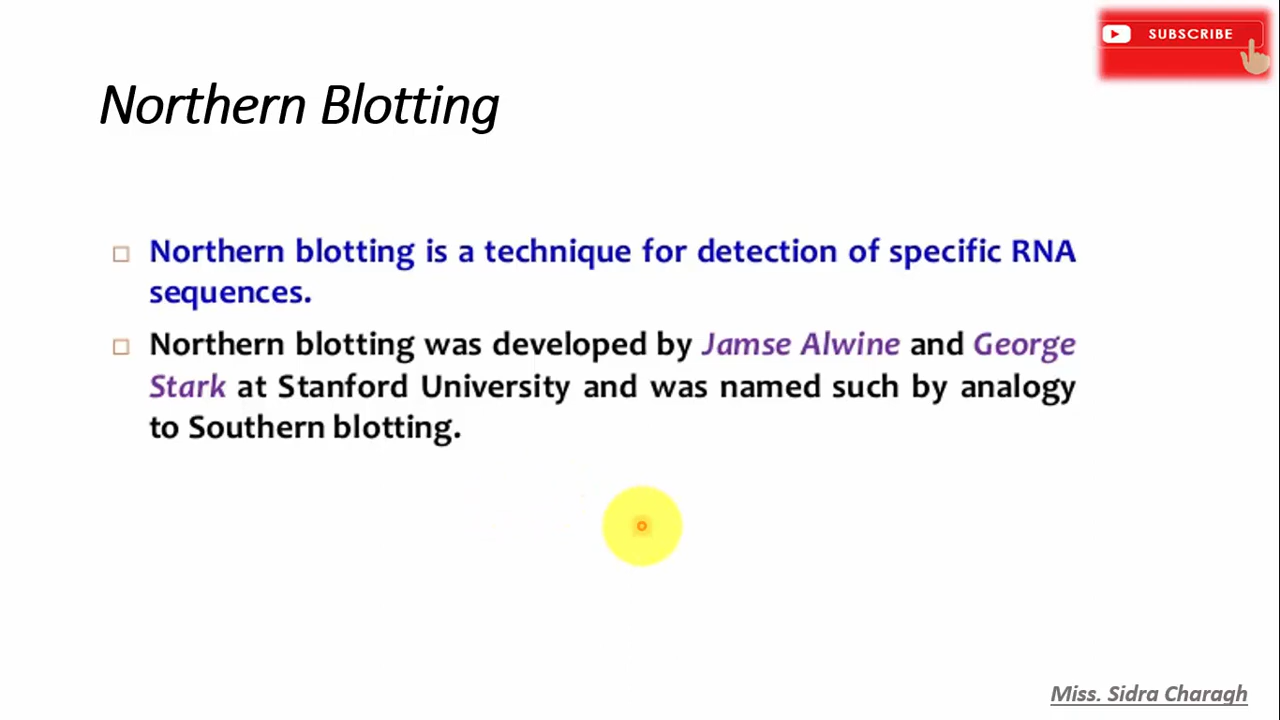 SUBSCRIBE
Northern Blotting
Northern blotting is a technique for detection of specific RNA
sequences.
Northern blotting was developed by Jamse Alwine and George
Stark at Stanford University and was named such by analogy
to Southern blotting.
Miss. Sidra Charagh